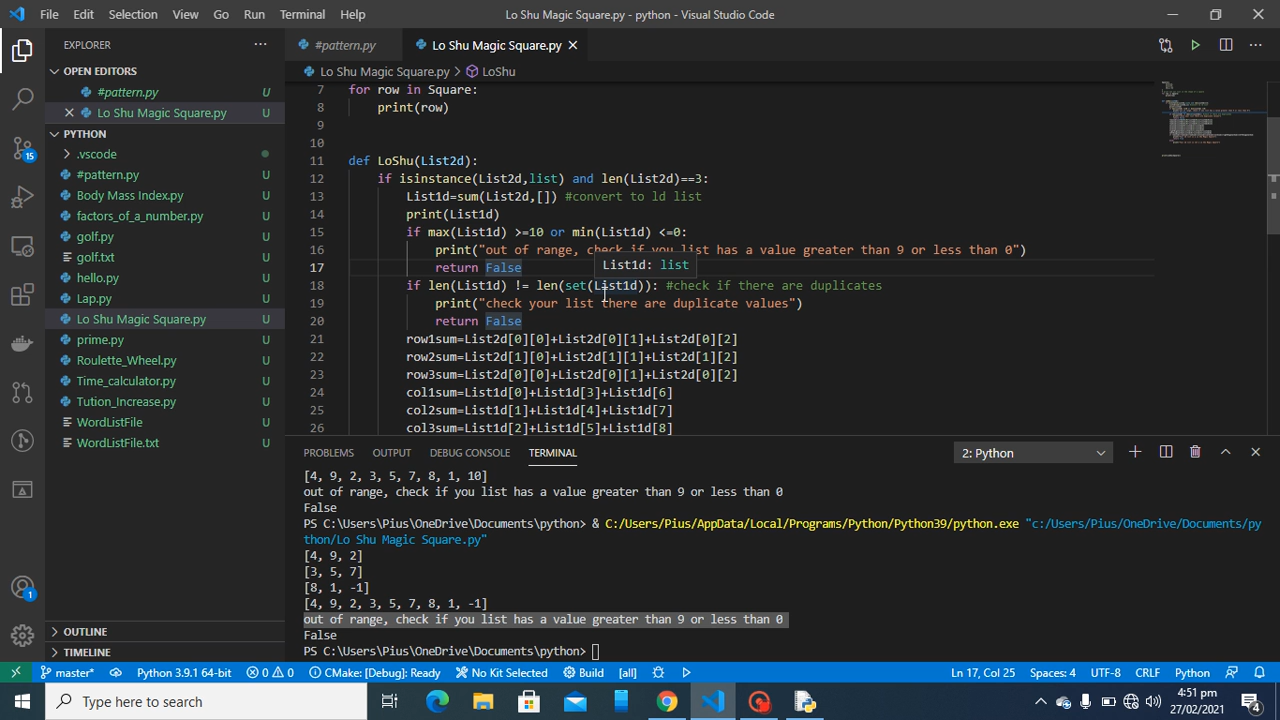 File Edit Selection View Go Run Terminal Help
Lo Shu Magic Square.py - python - Visual Studio Code
EXPLORER
#pattern.py
Lo Shu Magic Square.py
OPEN EDITORS
#pattern.py U
Lo Shu Magic Square.py U
PYTHON
.vscode
#pattern.py U
Body Mass Index.py U
factors_of_a_number.py U
golf.py U
golf.txt U
hello.py U
Lap.py U
Lo Shu Magic Square.py U
prime.py U
Roulette_Wheel.py U
Time_calculator.py U
Tution_Increase.py U
WordListFile U
WordListFile.txt U
OUTLINE
TIMELINE
15
1
Lo Shu Magic Square.py > LoShu
7 for row in Square:
8 print(row)
9
10
11 def LoShu(List2d):
12 if isinstance(List2d,list) and len(List2d)==3:
13 List1d=sum(List2d,[]) #convert to ld list
14 print(List1d)
15 if max(List1d) >=10 or min(List1d) <=0:
16 print("out of range, check if you list has a value greater than 9 or less than 0")
List1d: list
17 return False
18 if len(List1d) != len(set(List1d)): #check if there are duplicates
19 print("check your list there are duplicate values")
20 return False
21 row1sum=List2d[0][0]+List2d[0][1]+List2d[0][2]
22 row2sum=List2d[1][0]+List2d[1][1]+List2d[1][2]
23 row3sum=List2d[0][0]+List2d[0][1]+List2d[0][2]
24 col1sum=List1d[0]+List1d[3]+List1d[6]
25 col2sum=List1d[1]+List1d[4]+List1d[7]
26 col3sum=List1d[2]+List1d[5]+List1d[8]
PROBLEMS OUTPUT DEBUG CONSOLE TERMINAL
2: Python
[4, 9, 2, 3, 5, 7, 8, 1, 10]
out of range, check if you list has a value greater than 9 or less than 0
False
PS C:\Users\Pius\OneDrive\Documents\python> & C:/Users/Pius/AppData/Local/Programs/Python/Python39/python.exe "c:/Users/Pius/OneDrive/Documents/py
thon/Lo Shu Magic Square.py"
[4, 9, 2]
[3, 5, 7]
[8, 1, -1]
[4, 9, 2, 3, 5, 7, 8, 1, -1]
out of range, check if you list has a value greater than 9 or less than 0
False
PS C:\Users\Pius\OneDrive\Documents\python>
master* Python 3.9.1 64-bit 0 0 CMake: [Debug]: Ready No Kit Selected Build [all]
Ln 17, Col 25 Spaces: 4 UTF-8 CRLF Python
Type here to search
4:51 pm
27/02/2021
4